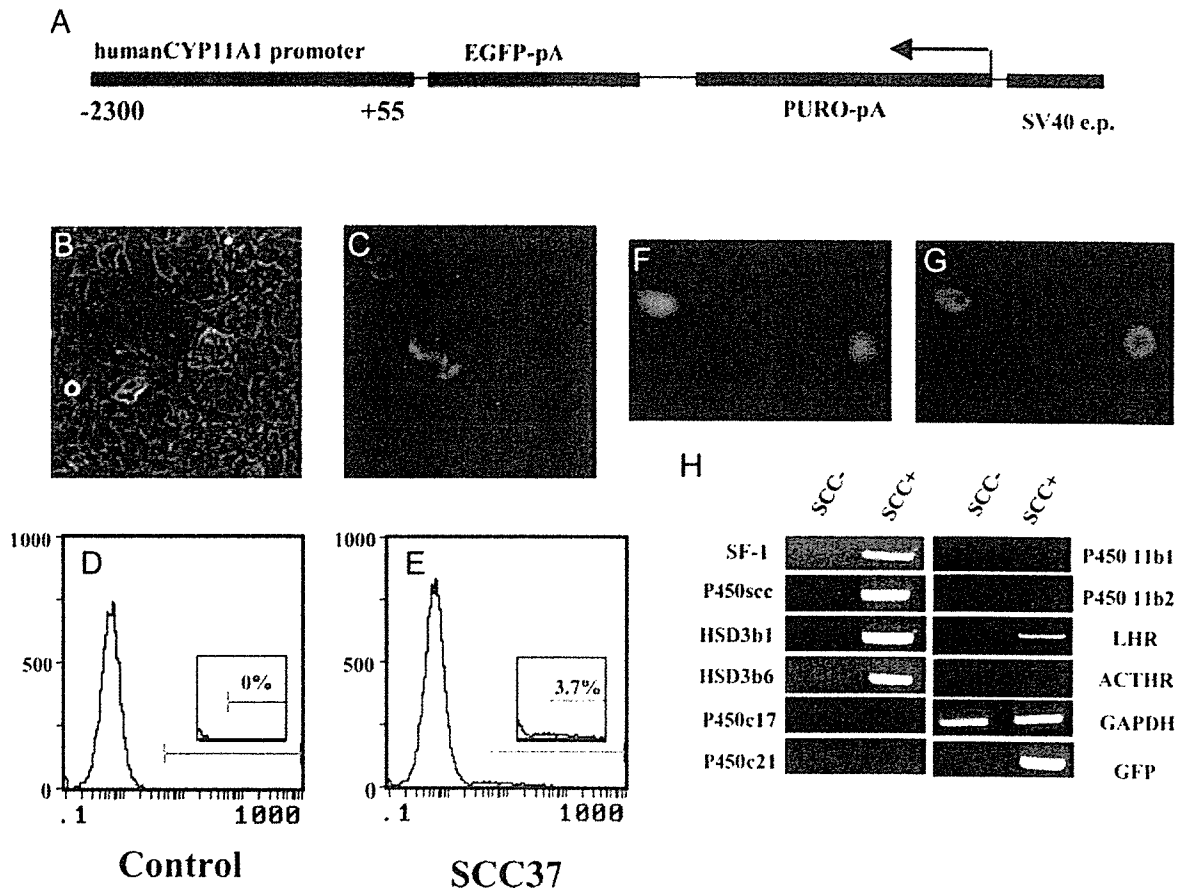 A
humanCYP11A1 promoter EGFP-pA
-2300 +55 PURO-pA SV40 e.p.
B C F G
H
SCC- SCC+ SCC- SCC+
SF-1 P450 11b1
P450scc P450 11b2
HSD3b1 LHR
HSD3b6 ACTHR
P450c17 GAPDH
P450c21 GFP
1000 D 1000 E
500 0% 500 3.7%
0 0
.1 1000 .1 1000
Control SCC37